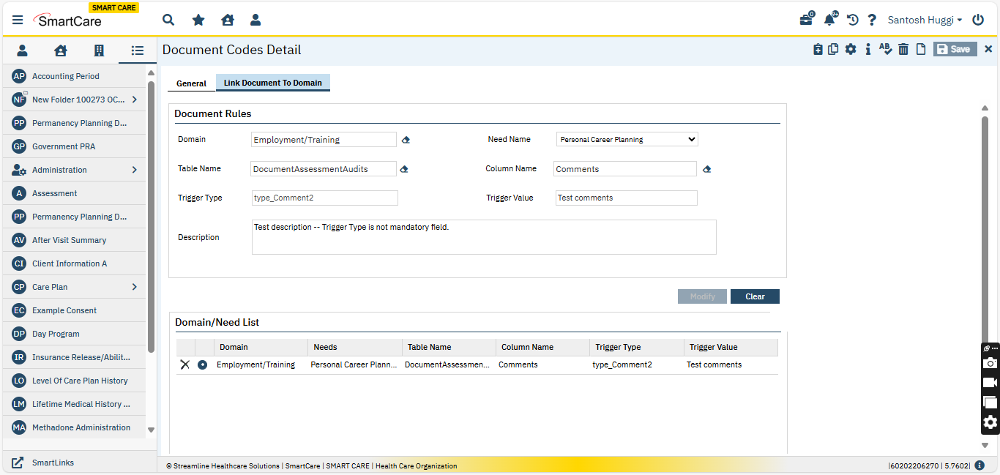 SMART CARE
SmartCare
0
9+
Santosh Huggi
Document Codes Detail
Save
AP Accounting Period
NF New Folder 100273 OC...
PP Permanency Planning D...
GP Government PRA
Administration
A Assessment
PP Permanency Planning D...
AV After Visit Summary
CI Client Information A
CP Care Plan
EC Example Consent
DP Day Program
IR Insurance Release/Abilit...
LO Level Of Care Plan History
LM Lifetime Medical History ...
MA Methadone Administration
SmartLinks
General Link Document To Domain
Document Rules
Domain Employment/Training Need Name Personal Career Planning
Table Name DocumentAssessmentAudits Column Name Comments
Trigger Type type_Comment2 Trigger Value Test comments
Description Test description -- Trigger Type is not mandatory field.
Modify Clear
Domain/Need List
Domain Needs Table Name Column Name Trigger Type Trigger Value
Employment/Training Personal Career Plann... DocumentAssessmen... Comments type_Comment2 Test comments
© Streamline Healthcare Solutions | SmartCare | SMART CARE | Health Care Organization
|60202206270 | 5.7602|